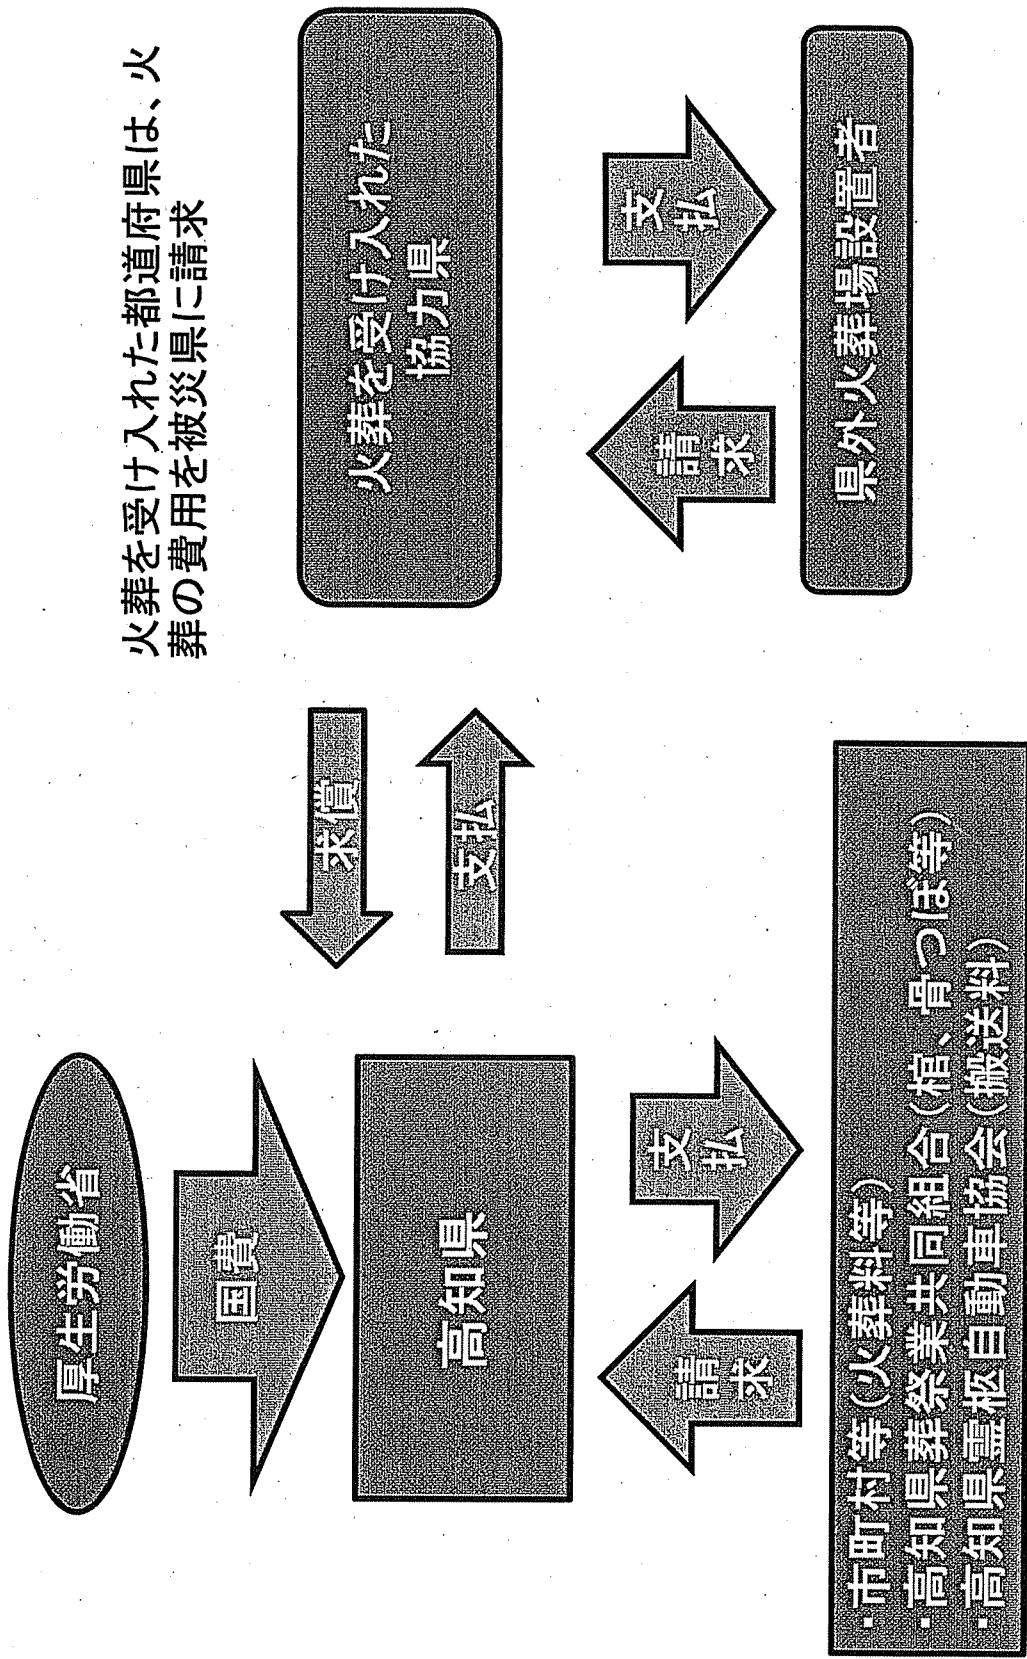 厚生労働省
国費
高知県
請求
支払
・市町村等(火葬料等)
・高知県葬祭業共同組合(棺、骨つぼ等)
・高知県霊柩自動車協会(搬送料)
求償
支払
火葬を受け入れた都道府県は、火
葬の費用を被災県に請求
火葬を受け入れた
協力県
請求
支払
県外火葬場設置者